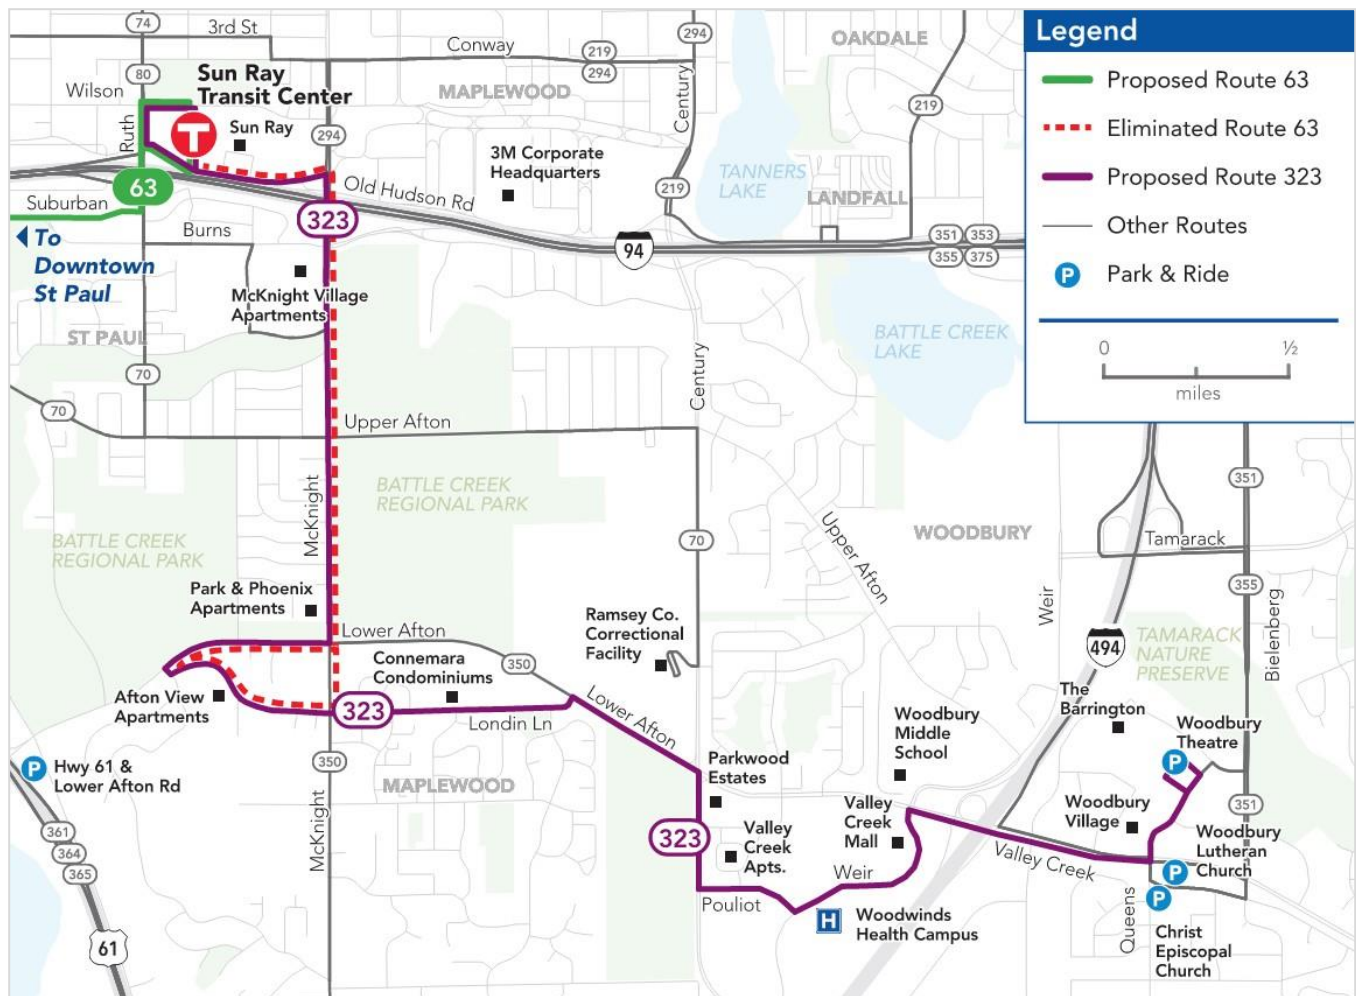 74
3rd St
294
OAKDALE
Legend
Conway
219
294
80
Wilson
Sun Ray
Transit Center
MAPLEWOOD
Century
219
Proposed Route 63
Ruth
T
Sun Ray
294
Eliminated Route 63
3M Corporate
Headquarters
TANNERS
LAKE
219
LANDFALL
Proposed Route 323
63
Old Hudson Rd
Suburban
323
Burns
94
351
353
355
375
Other Routes
To
Downtown
St Paul
McKnight Village
Apartments
P
Park & Ride
ST PAUL
BATTLE CREEK
LAKE
0
½
miles
70
Century
70
Upper Afton
BATTLE CREEK
REGIONAL PARK
McKnight
351
BATTLE CREEK
REGIONAL PARK
70
Upper Afton
WOODBURY
Tamarack
Park & Phoenix
Apartments
Weir
355
Bielenberg
Lower Afton
Ramsey Co.
Correctional
Facility
494
TAMARACK
NATURE
PRESERVE
350
Connemara
Condominiums
Afton View
Apartments
323
Londin Ln
Lower Afton
The
Barrington
Woodbury
Middle
School
Woodbury
Theatre
P
P
Hwy 61 &
Lower Afton Rd
350
MAPLEWOOD
Parkwood
Estates
McKnight
361
364
365
323
Valley
Creek
Apts.
Valley
Creek
Mall
Woodbury
Village
351
Woodbury
Lutheran
Church
P
Valley Creek
Weir
Pouliot
P
Queens
H
Woodwinds
Health Campus
61
Christ
Episcopal
Church